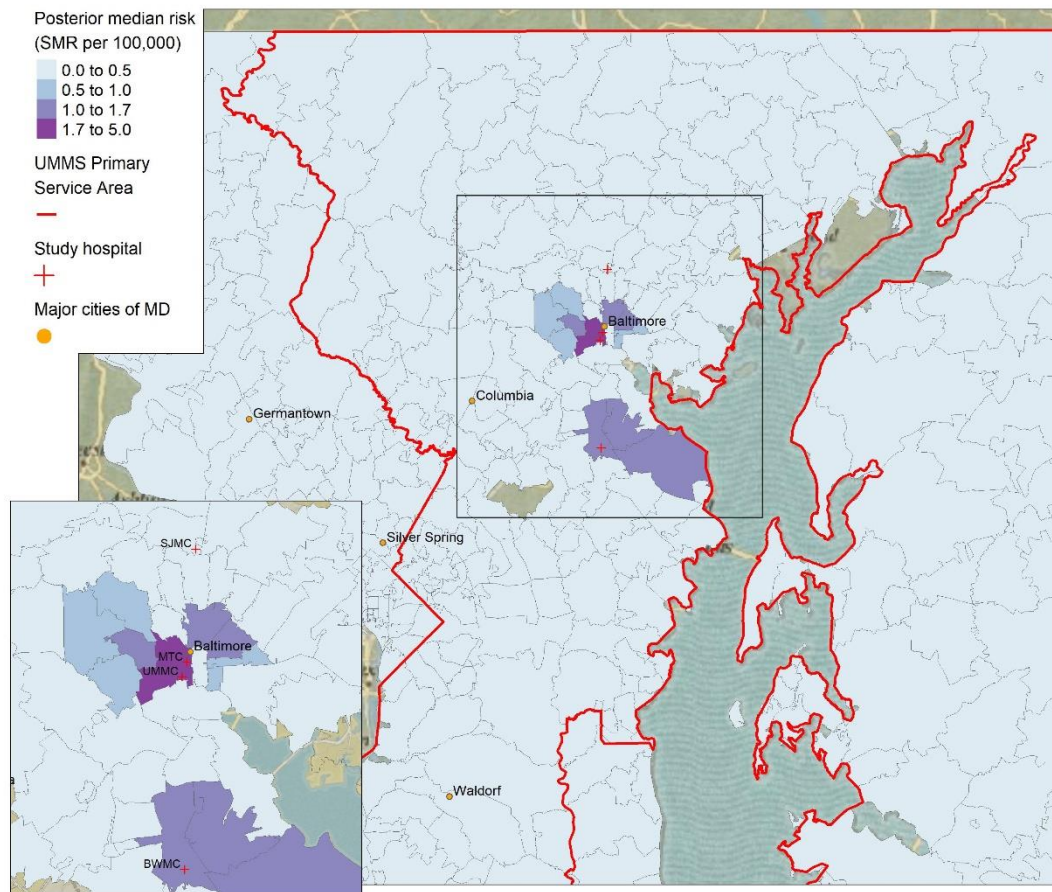 Posterior median risk
(SMR per 100,000)
0.0 to 0.5
0.5 to 1.0
1.0 to 1.7
1.7 to 5.0
UMMS Primary
Service Area
Study hospital
Major cities of MD
Baltimore
Columbia
Germantown
Silver Spring
SJMC
Baltimore
MTC
UMMC
Waldorf
BWMC